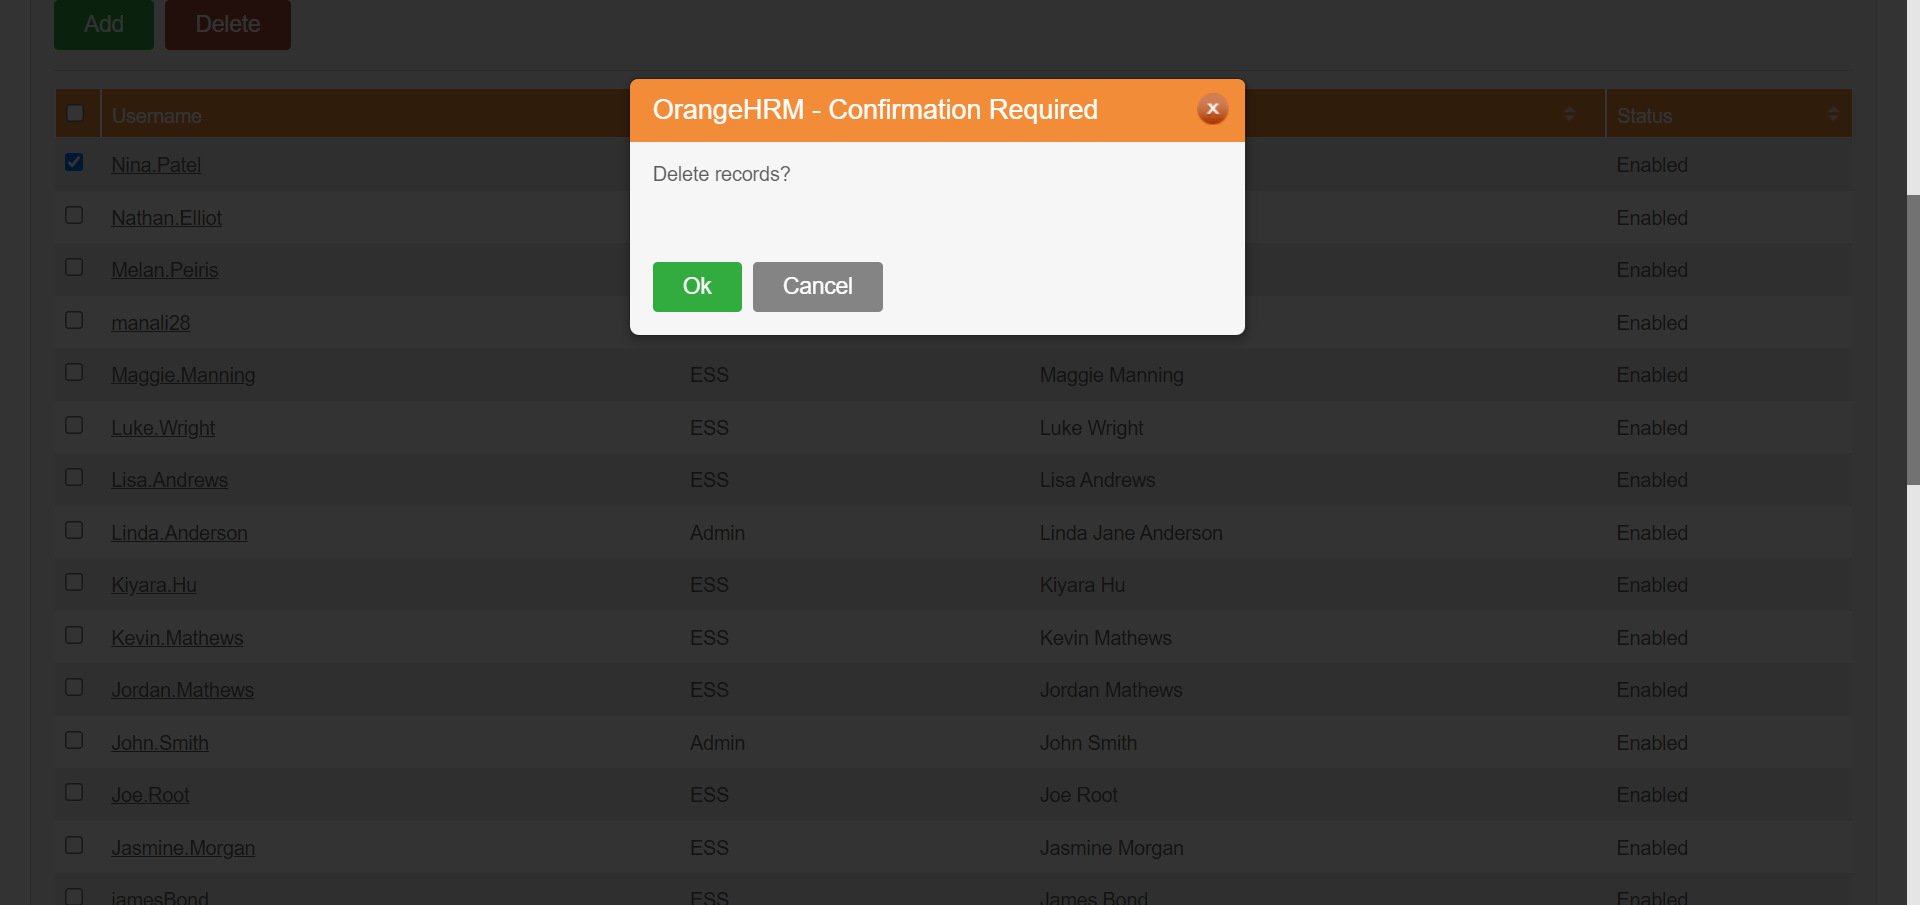 Add Delete
OrangeHRM - Confirmation Required x
Username Status
Delete records?
Nina.Patel Enabled
Nathan.Elliot Enabled
Melan.Peiris Enabled
Ok Cancel
manali28 Enabled
Maggie.Manning ESS Maggie Manning Enabled
Luke.Wright ESS Luke Wright Enabled
Lisa.Andrews ESS Lisa Andrews Enabled
Linda.Anderson Admin Linda Jane Anderson Enabled
Kiyara.Hu ESS Kiyara Hu Enabled
Kevin.Mathews ESS Kevin Mathews Enabled
Jordan.Mathews ESS Jordan Mathews Enabled
John.Smith Admin John Smith Enabled
Joe.Root ESS Joe Root Enabled
Jasmine.Morgan ESS Jasmine Morgan Enabled
jamesBond ESS James Bond Enabled